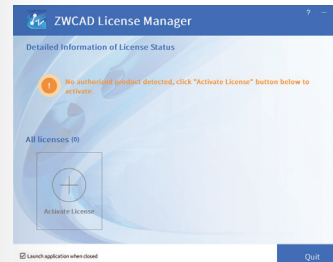 ZWCAD License Manager
? –
Detailed Information of License Status
! No authorized product detected, click "Activate License" button below to
activate.
All licenses (0)
Activate License
Launch application when closed
Quit